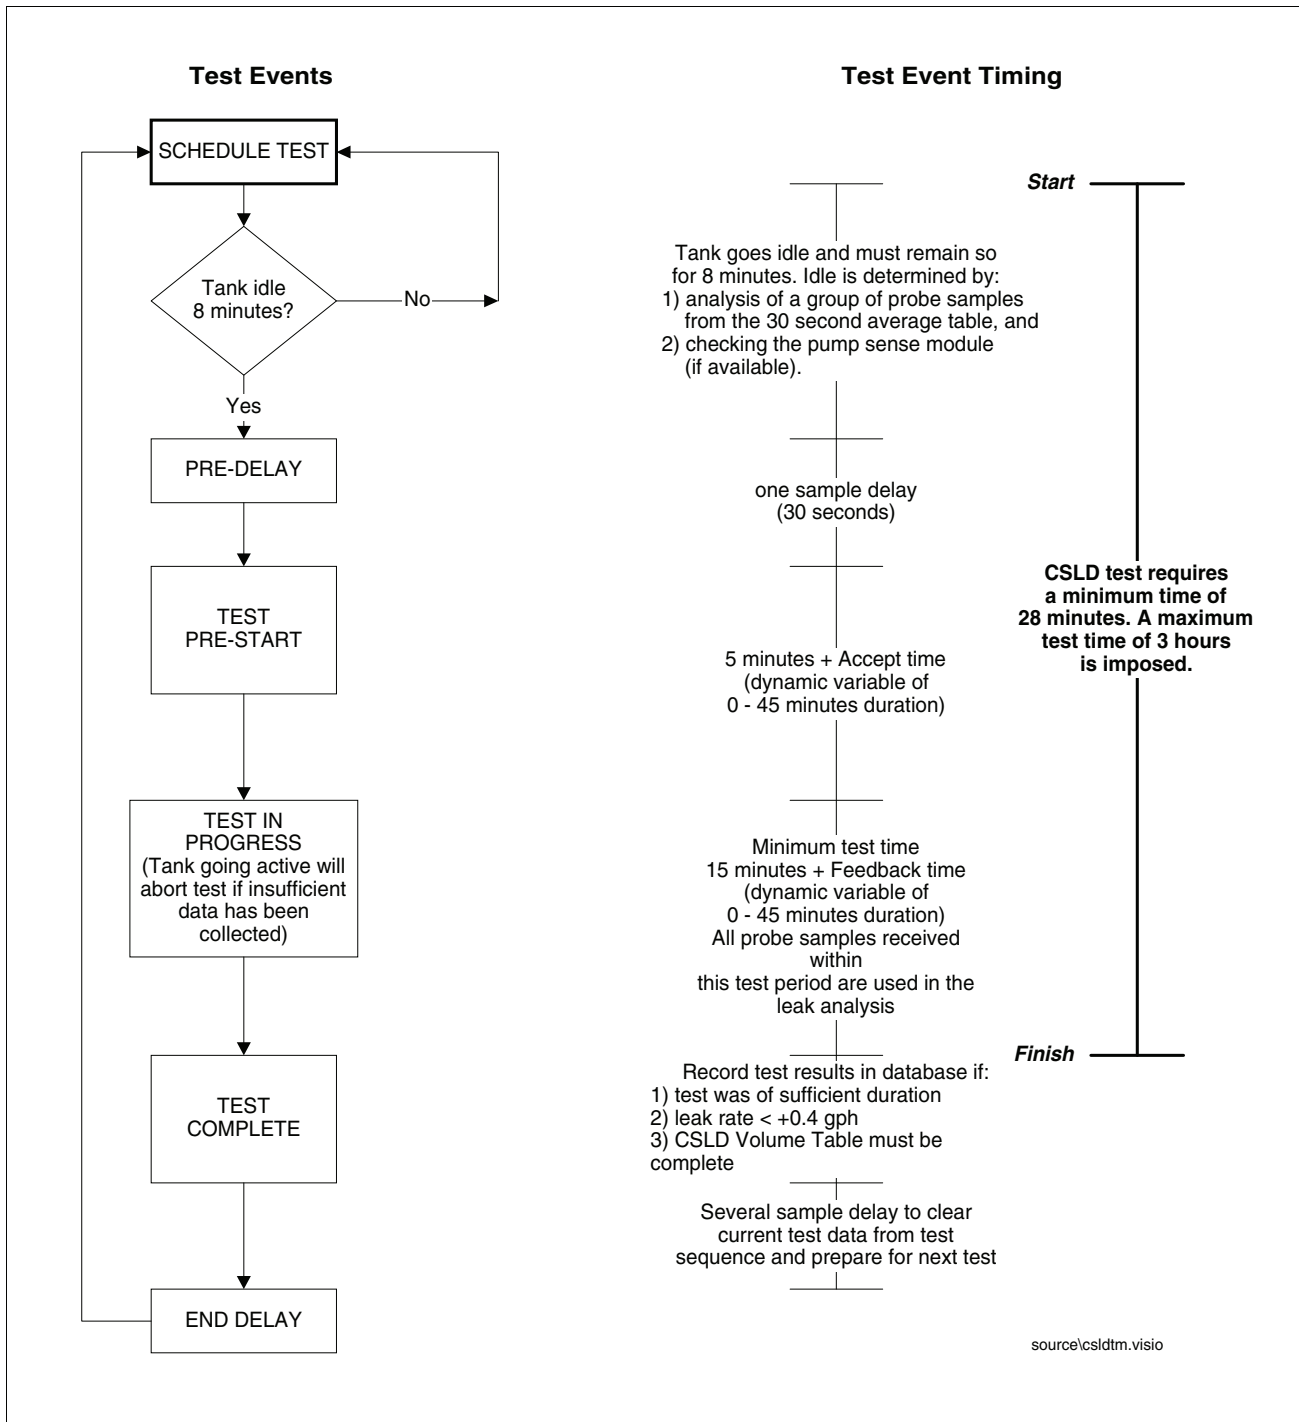 Test Events
SCHEDULE TEST
Tank idle
8 minutes?
No
Yes
PRE-DELAY
TEST
PRE-START
TEST IN
PROGRESS
(Tank going active will
abort test if insufficient
data has been
collected)
TEST
COMPLETE
END DELAY
Test Event Timing
Tank goes idle and must remain so
for 8 minutes. Idle is determined by:
1) analysis of a group of probe samples
from the 30 second average table, and
2) checking the pump sense module
(if available).
one sample delay
(30 seconds)
5 minutes + Accept time
(dynamic variable of
0 - 45 minutes duration)
Minimum test time
15 minutes + Feedback time
(dynamic variable of
0 - 45 minutes duration)
All probe samples received
within
this test period are used in the
leak analysis
Record test results in database if:
1) test was of sufficient duration
2) leak rate < +0.4 gph
3) CSLD Volume Table must be
complete
Several sample delay to clear
current test data from test
sequence and prepare for next test
Start
CSLD test requires
a minimum time of
28 minutes. A maximum
test time of 3 hours
is imposed.
Finish
source\csldtm.visio